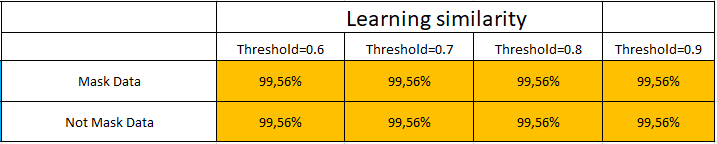 Learning similarity
Threshold=0.6 Threshold=0.7 Threshold=0.8 Threshold=0.9
Mask Data 99,56% 99,56% 99,56% 99,56%
Not Mask Data 99,56% 99,56% 99,56% 99,56%